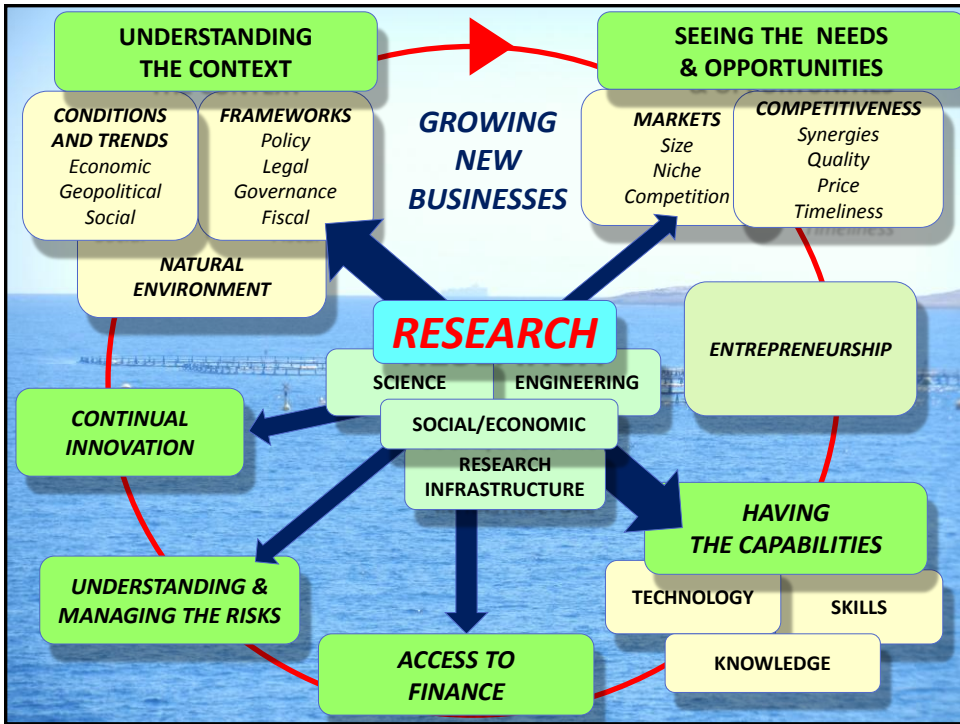 UNDERSTANDING
THE CONTEXT
CONDITIONS
AND TRENDS
Economic
Geopolitical
Social
FRAMEWORKS
Policy
Legal
Governance
Fiscal
NATURAL
ENVIRONMENT
GROWING
NEW
BUSINESSES
SEEING THE NEEDS
& OPPORTUNITIES
MARKETS
Size
Niche
Competition
COMPETITIVENESS
Synergies
Quality
Price
Timeliness
RESEARCH
SCIENCE
ENGINEERING
SOCIAL/ECONOMIC
RESEARCH
INFRASTRUCTURE
ENTREPRENEURSHIP
CONTINUAL
INNOVATION
HAVING
THE CAPABILITIES
TECHNOLOGY
SKILLS
KNOWLEDGE
UNDERSTANDING &
MANAGING THE RISKS
ACCESS TO
FINANCE